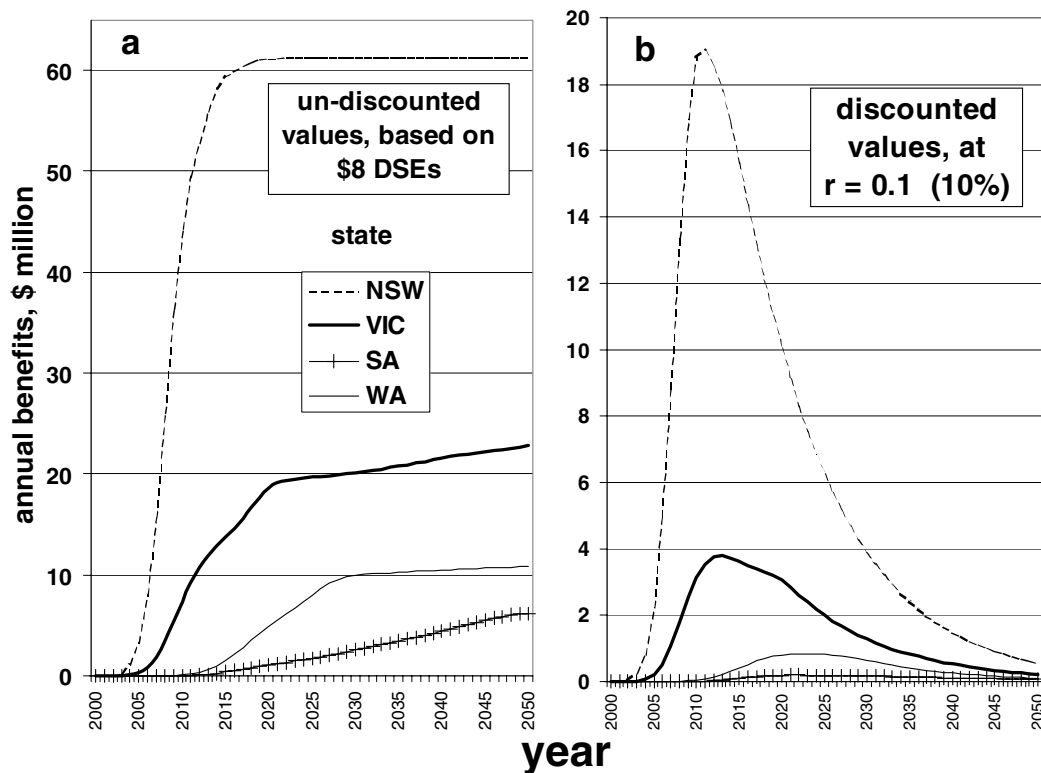 a
60
50
40
30
20
10
0
un-discounted
values, based on
$8 DSEs
state
NSW
VIC
SA
WA
annual benefits, $ million
2000
2005
2010
2015
2020
2025
2030
2035
2040
2045
2050
b
20
18
16
14
12
10
8
6
4
2
0
discounted
values, at
r = 0.1 (10%)
2000
2005
2010
2015
2020
2025
2030
2035
2040
2045
2050
year